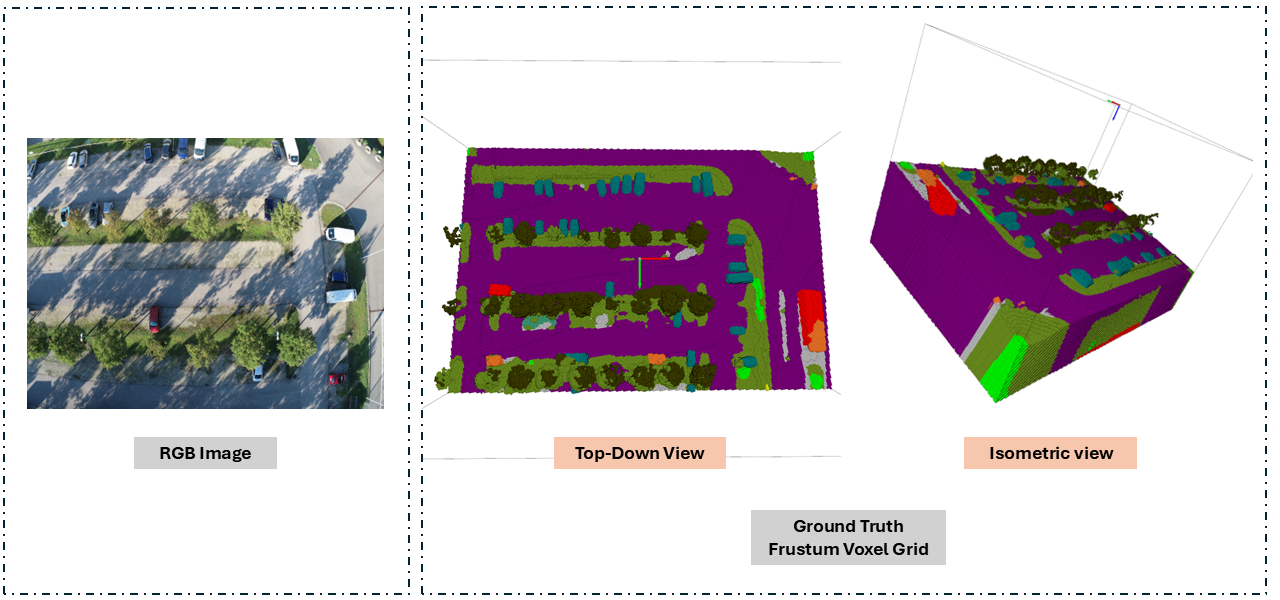 RGB Image
Top-Down View
Isometric view
Ground Truth
Frustum Voxel Grid